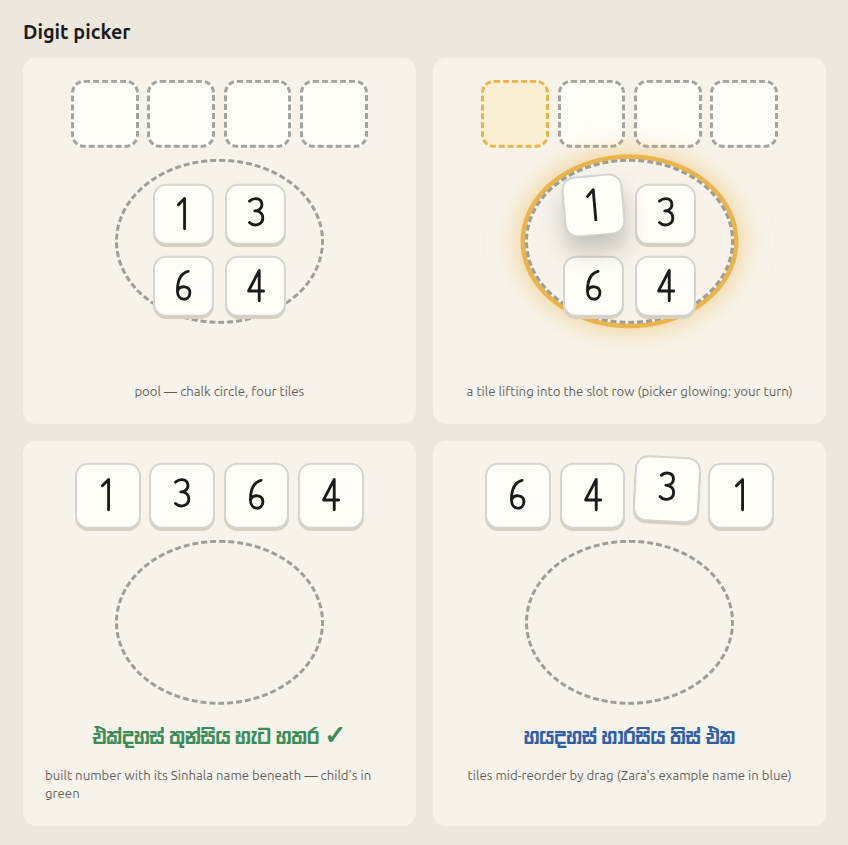 Digit picker
1 3
6 4
pool — chalk circle, four tiles
1 3
6 4
a tile lifting into the slot row (picker glowing: your turn)
1 3 6 4
එක්දහස් තුන්සිය හැට හතර ✓
built number with its Sinhala name beneath — child's in
green
6 4 3 1
හයදහස් හාරසිය තිස් එක
tiles mid-reorder by drag (Zara's example name in blue)